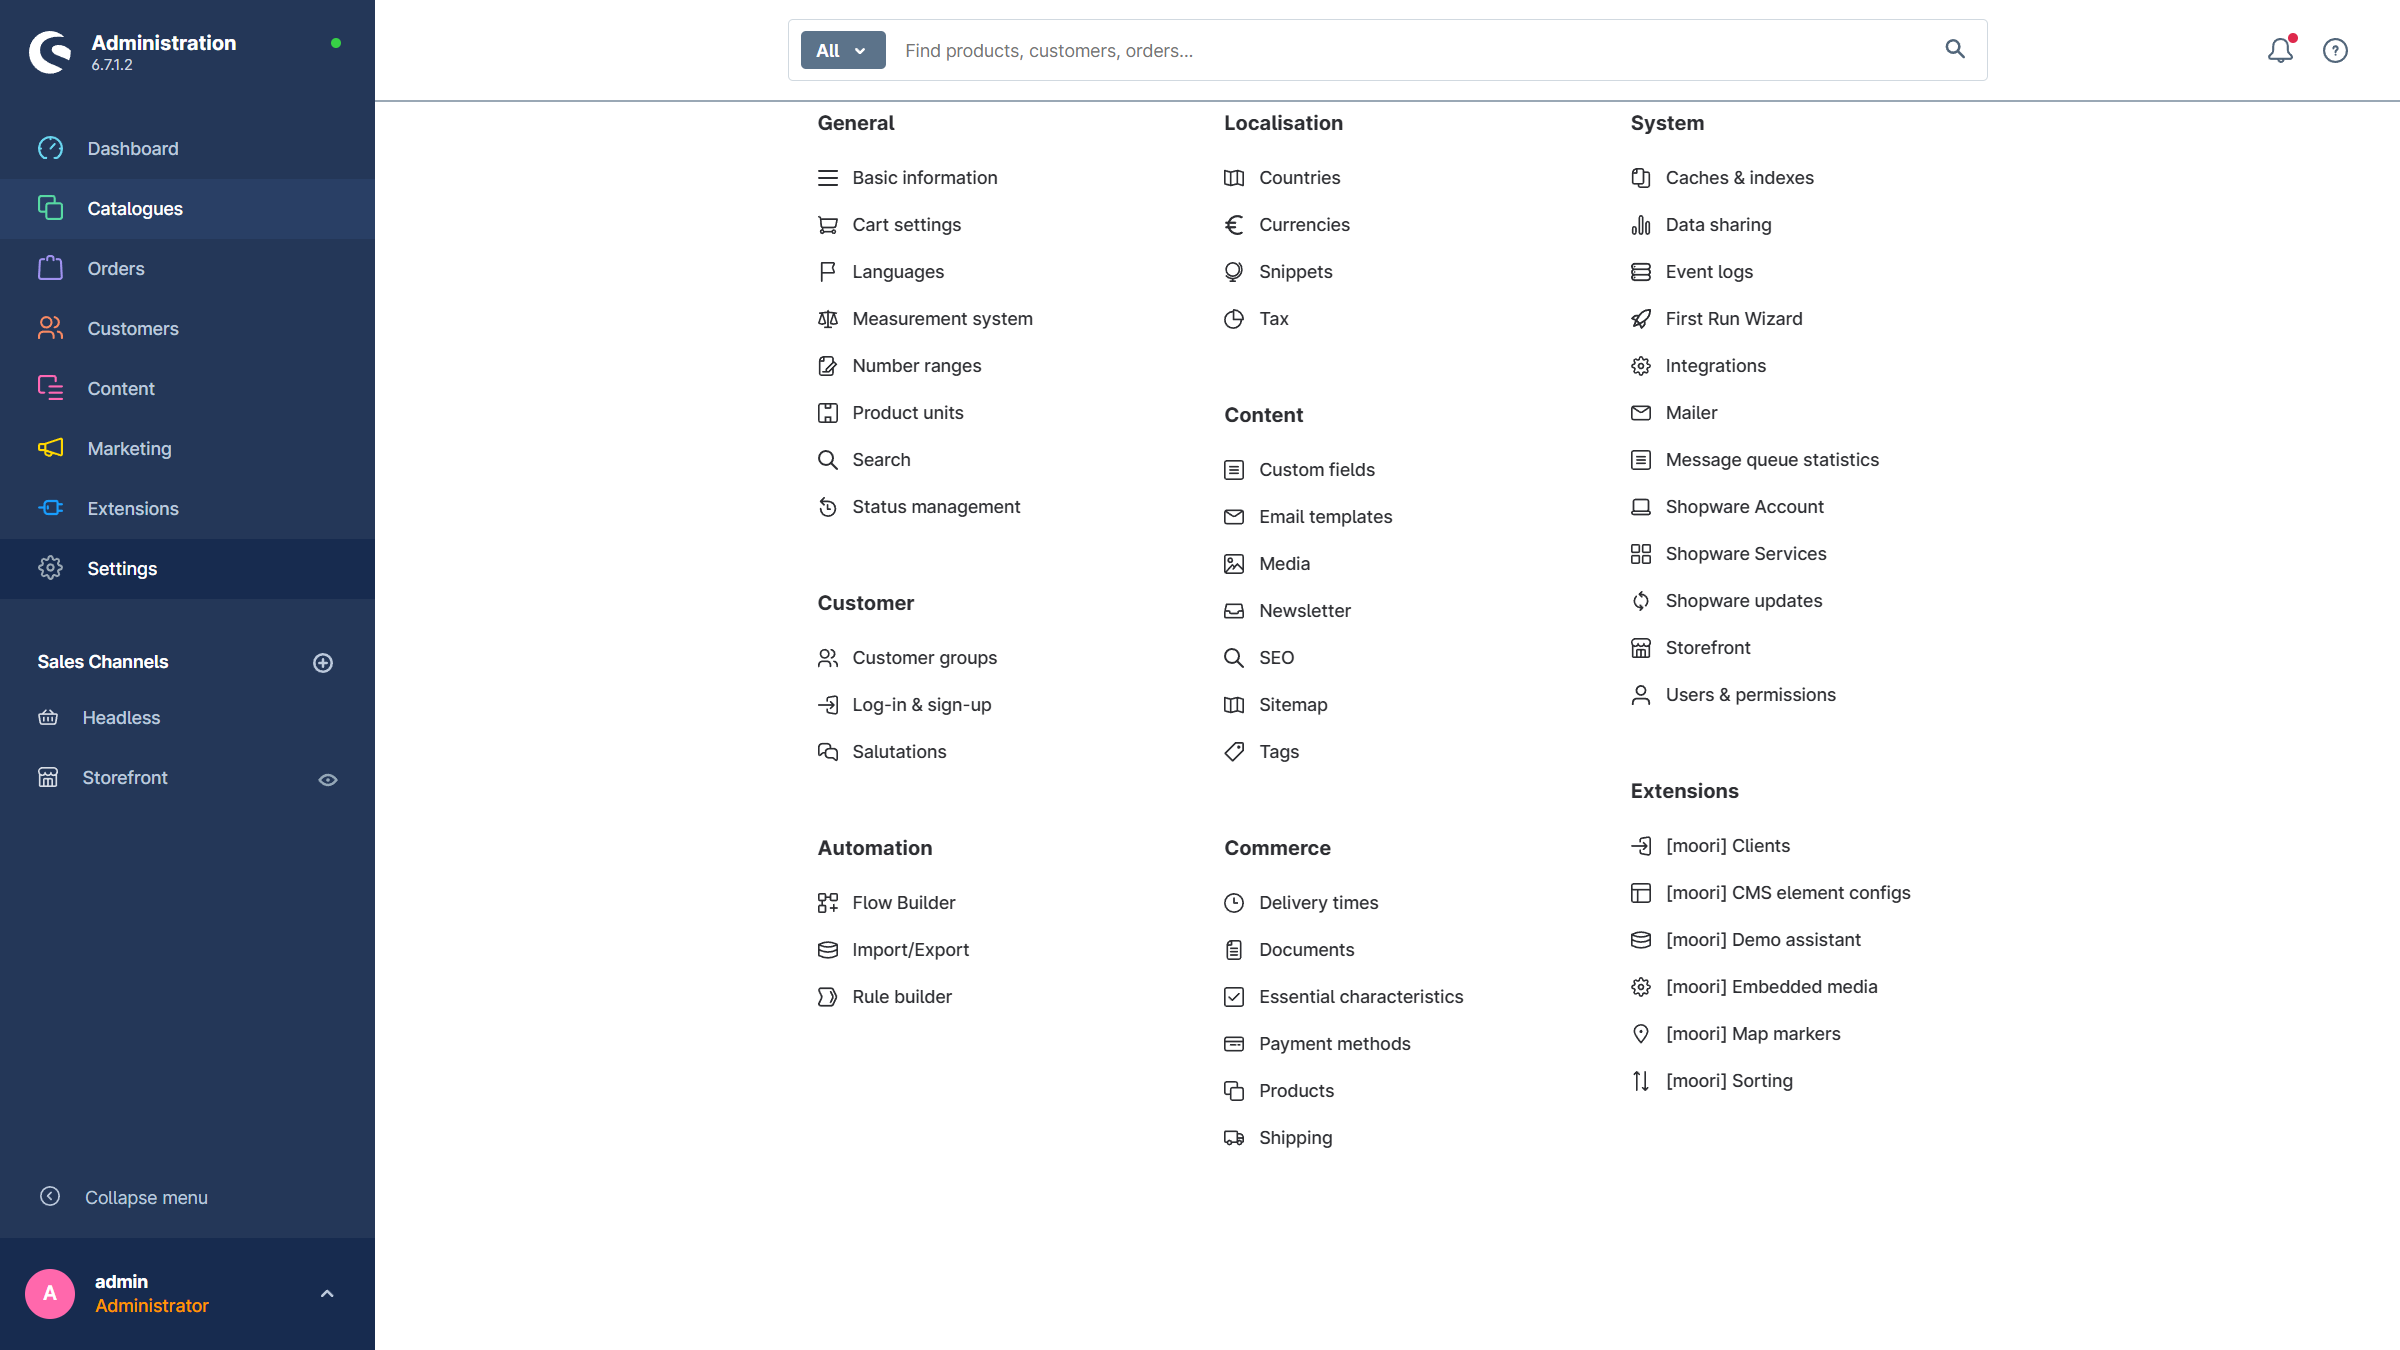 Administration
6.7.1.2
Dashboard
Catalogues
Orders
Customers
Content
Marketing
Extensions
Settings
Sales Channels
Headless
Storefront
Collapse menu
A
admin
Administrator
All
Find products, customers, orders...
General
Basic information
Cart settings
Languages
Measurement system
Number ranges
Product units
Search
Status management
Customer
Customer groups
Log-in & sign-up
Salutations
Automation
Flow Builder
Import/Export
Rule builder
Localisation
Countries
Currencies
Snippets
Tax
Content
Custom fields
Email templates
Media
Newsletter
SEO
Sitemap
Tags
Commerce
Delivery times
Documents
Essential characteristics
Payment methods
Products
Shipping
System
Caches & indexes
Data sharing
Event logs
First Run Wizard
Integrations
Mailer
Message queue statistics
Shopware Account
Shopware Services
Shopware updates
Storefront
Users & permissions
Extensions
[moori] Clients
[moori] CMS element configs
[moori] Demo assistant
[moori] Embedded media
[moori] Map markers
[moori] Sorting